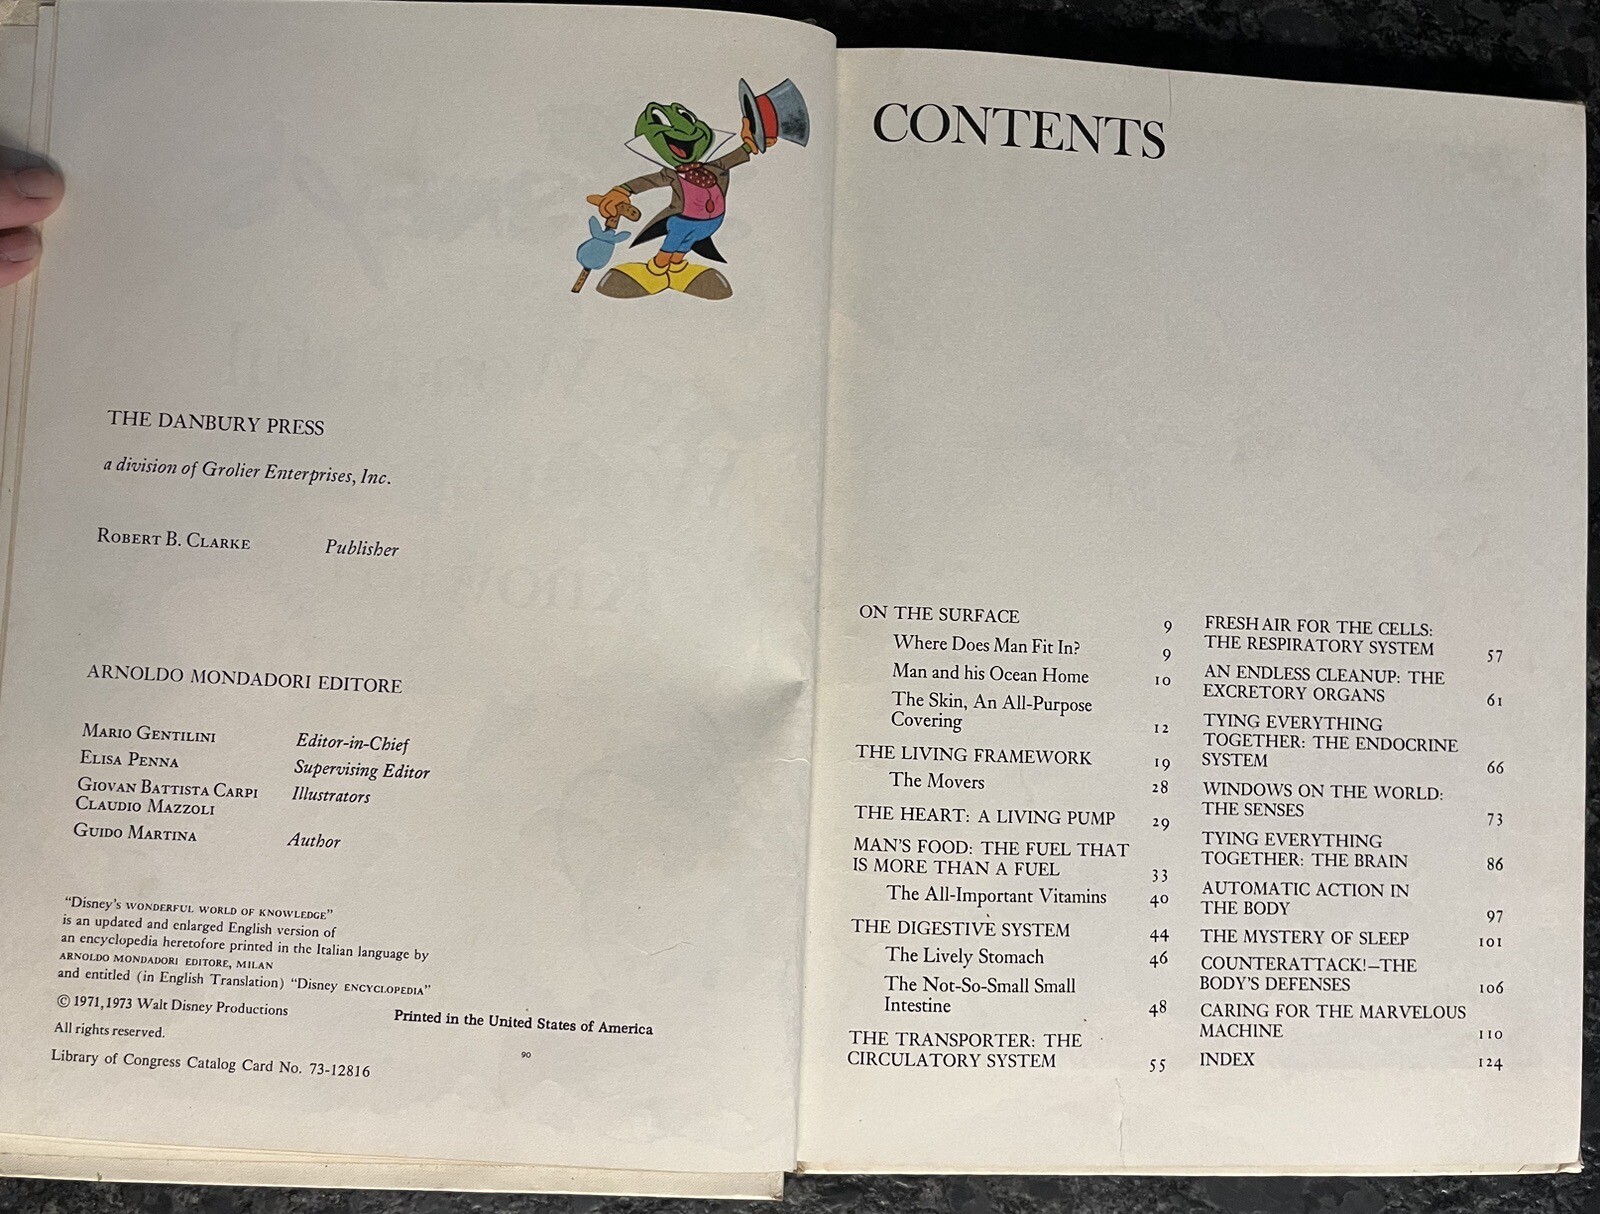 THE DANBURY PRESS
a division of Grolier Enterprises, Inc.
ROBERT B. CLARKE Publisher
ARNOLDO MONDADORI EDITORE
MARIO GENTILINI Editor-in-Chief
ELISA PENNA Supervising Editor
GIOVAN BATTISTA CARPI Illustrators
CLAUDIO MAZZOLI
GUIDO MARTINA Author
"Disney's WONDERFUL WORLD OF KNOWLEDGE"
is an updated and enlarged English version of
an encyclopedia heretofore printed in the Italian language by
ARNOLDO MONDADORI EDITORE, MILAN
and entitled (in English Translation) "Disney ENCYCLOPEDIA"
© 1971, 1973 Walt Disney Productions
All rights reserved.
Printed in the United States of America
90
Library of Congress Catalog Card No. 73-12816
CONTENTS
ON THE SURFACE 9
Where Does Man Fit In? 9
Man and his Ocean Home 10
The Skin, An All-Purpose
Covering 12
THE LIVING FRAMEWORK 19
The Movers 28
THE HEART: A LIVING PUMP 29
MAN'S FOOD: THE FUEL THAT
IS MORE THAN A FUEL 33
The All-Important Vitamins 40
THE DIGESTIVE SYSTEM 44
The Lively Stomach 46
The Not-So-Small Small
Intestine 48
THE TRANSPORTER: THE
CIRCULATORY SYSTEM 55
FRESH AIR FOR THE CELLS:
THE RESPIRATORY SYSTEM 57
AN ENDLESS CLEANUP: THE
EXCRETORY ORGANS 61
TYING EVERYTHING
TOGETHER: THE ENDOCRINE
SYSTEM 66
WINDOWS ON THE WORLD:
THE SENSES 73
TYING EVERYTHING
TOGETHER: THE BRAIN 86
AUTOMATIC ACTION IN
THE BODY 97
THE MYSTERY OF SLEEP 101
COUNTERATTACK!—THE
BODY'S DEFENSES 106
CARING FOR THE MARVELOUS
MACHINE 110
INDEX 124